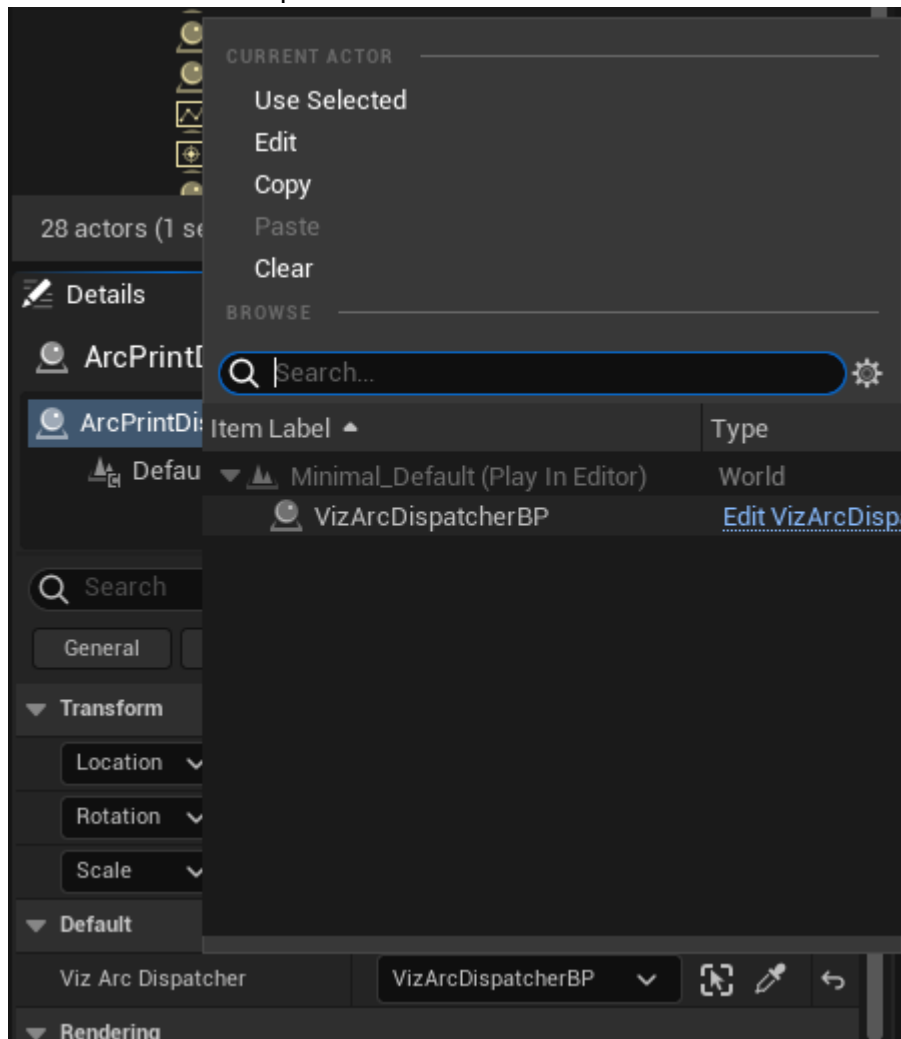 CURRENT ACTOR
Use Selected
Edit
Copy
Paste
Clear
28 actors (1 se
Details
BROWSE
ArcPrintD
Search...
ArcPrintDis
Item Label
Type
Defau
Minimal_Default (Play In Editor)
World
VizArcDispatcherBP
Edit VizArcDisp
Search
General
Transform
Location
Rotation
Scale
Default
Viz Arc Dispatcher
VizArcDispatcherBP
Rendering